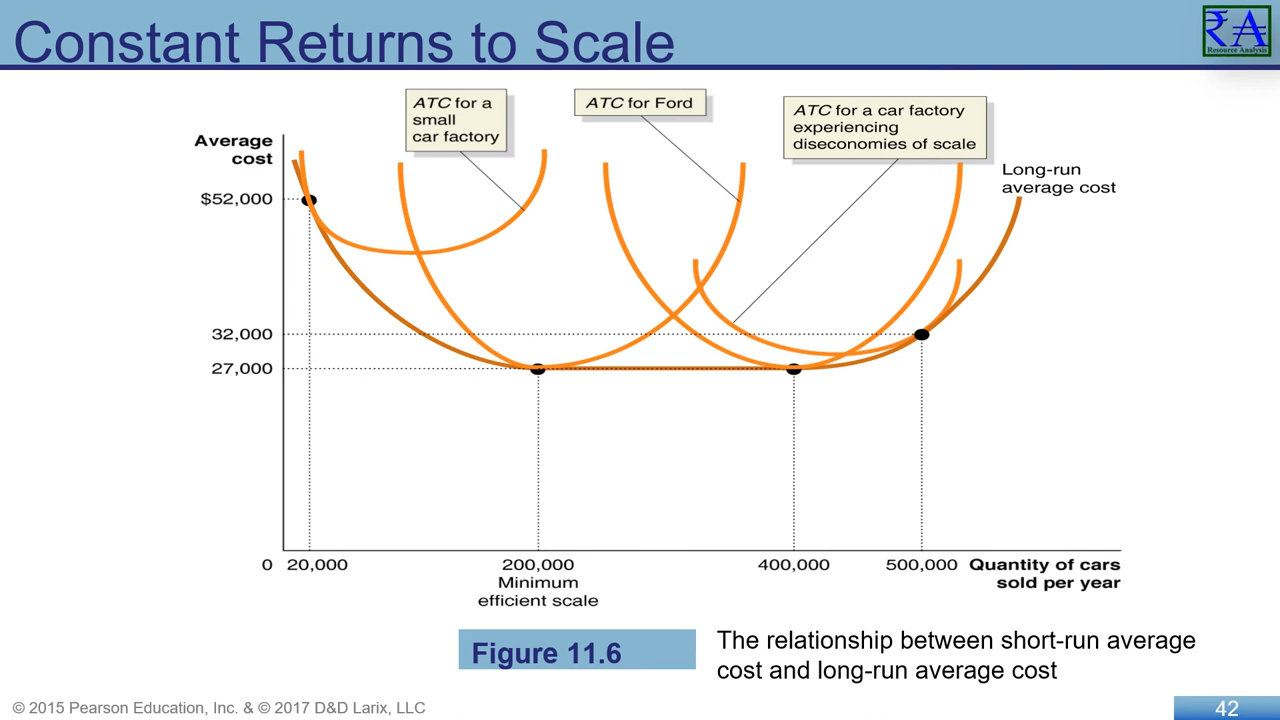 Constant Returns to Scale
₹A
Resource Analysis
ATC for a
small
car factory
ATC for Ford
ATC for a car factory
experiencing
diseconomies of scale
Average
cost
Long-run
average cost
$52,000
32,000
27,000
0 20,000 200,000 400,000 500,000 Quantity of cars
Minimum sold per year
efficient scale
Figure 11.6
The relationship between short-run average
cost and long-run average cost
© 2015 Pearson Education, Inc. & © 2017 D&D Larix, LLC
42